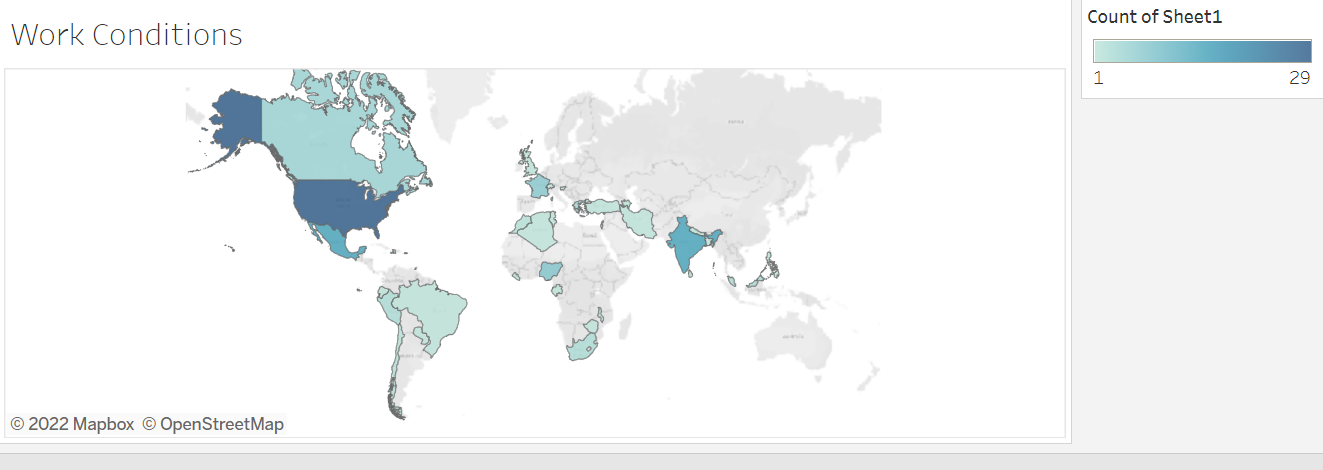 Work Conditions
Count of Sheet1
1
29
© 2022 Mapbox © OpenStreetMap